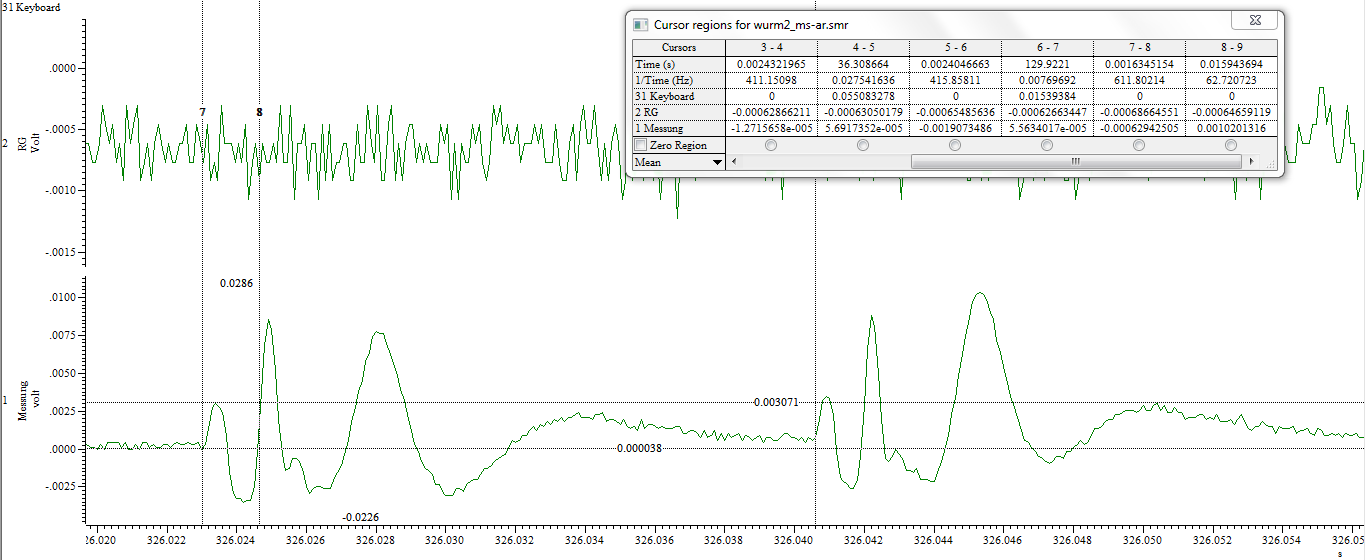 31 Keyboard
Cursor regions for wurm2_ms-ar.smr
Cursors 3 - 4 4 - 5 5 - 6 6 - 7 7 - 8 8 - 9
Time (s) 0.0024321965 36.308664 0.0024046663 129.9221 0.0016345154 0.015943694
1/Time (Hz) 411.15098 0.027541636 415.85811 0.00769692 611.80214 62.720723
31 Keyboard 0 0.055083278 0 0.01539384 0 0
2 RG -0.00062866211 -0.00063050179 -0.00065485636 -0.00062663447 -0.00068664551 -0.00064659119
1 Messung -1.2715658e-005 5.6917352e-005 -0.0019073486 5.5634017e-005 -0.00062942505 0.0010201316
Zero Region
Mean
.0000
7 8
-.0005
2 RG Volt
-.0010
-.0015
0.0286
.0100
.0075
.0050
1 Messung volt
0.003071
.0025
.0000
0.000038
-.0025
-0.0226
26.020 326.022 326.024 326.026 326.028 326.030 326.032 326.034 326.036 326.038 326.040 326.042 326.044 326.046 326.048 326.050 326.052 326.054 326.05
s